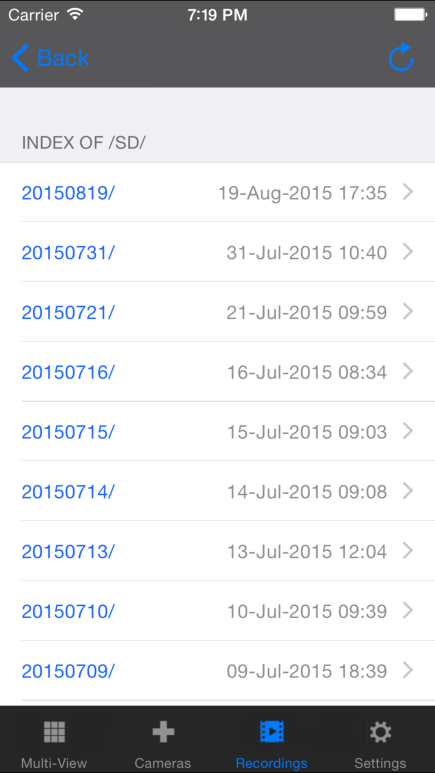 Carrier 7:19 PM
Back
INDEX OF /SD/
20150819/ 19-Aug-2015 17:35
20150731/ 31-Jul-2015 10:40
20150721/ 21-Jul-2015 09:59
20150716/ 16-Jul-2015 08:34
20150715/ 15-Jul-2015 09:03
20150714/ 14-Jul-2015 09:08
20150713/ 13-Jul-2015 12:04
20150710/ 10-Jul-2015 09:39
20150709/ 09-Jul-2015 18:39
Multi-View Cameras Recordings Settings